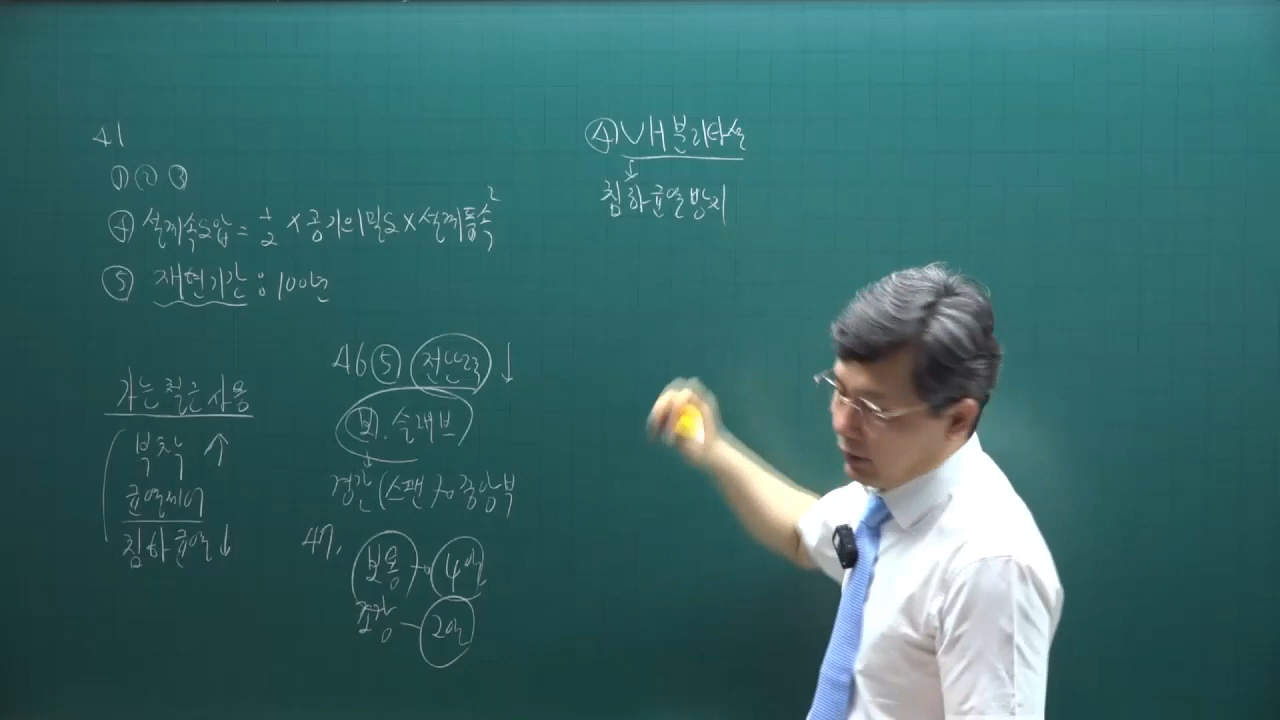 41
① ② ③
④ 설계속도압 = 1/2 × 공기의밀도 × 설계풍속²
⑤ 재현기간 : 100년
가는 철근 사용
부착 ↑
균열제어
침하균열 ↓
46 ⑤ 전단력 ↓
보. 슬래브
↓
경간(스팬) → 중앙부
47.
보통 → 4일
조강 − 2일
④ VH 분리타설
↓
침하균열방지